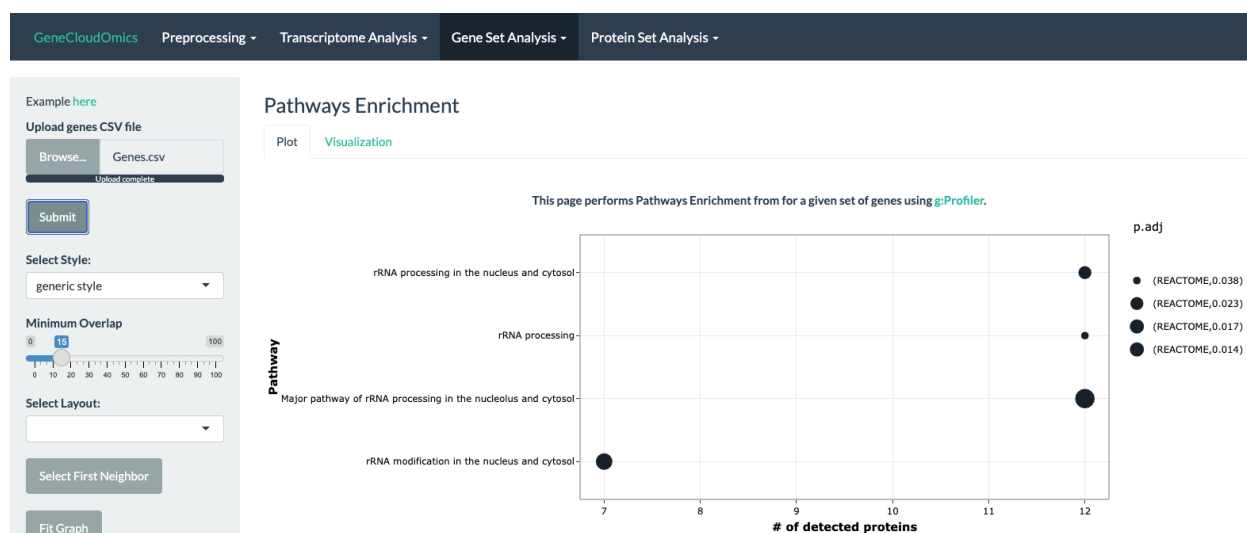 GeneCloudOmics Preprocessing Transcriptome Analysis Gene Set Analysis Protein Set Analysis
Example here
Upload genes CSV file
Browse... Genes.csv
Upload complete
Submit
Select Style:
generic style
Minimum Overlap
0 15 100
0 10 20 30 40 50 60 70 80 90 100
Select Layout:
Select First Neighbor
Fit Graph
Pathways Enrichment
Plot Visualization
This page performs Pathways Enrichment from for a given set of genes using g:Profiler.
p.adj
(REACTOME,0.038)
(REACTOME,0.023)
(REACTOME,0.017)
(REACTOME,0.014)
Pathway
rRNA processing in the nucleus and cytosol
rRNA processing
Major pathway of rRNA processing in the nucleolus and cytosol
rRNA modification in the nucleus and cytosol
7 8 9 10 11 12
# of detected proteins